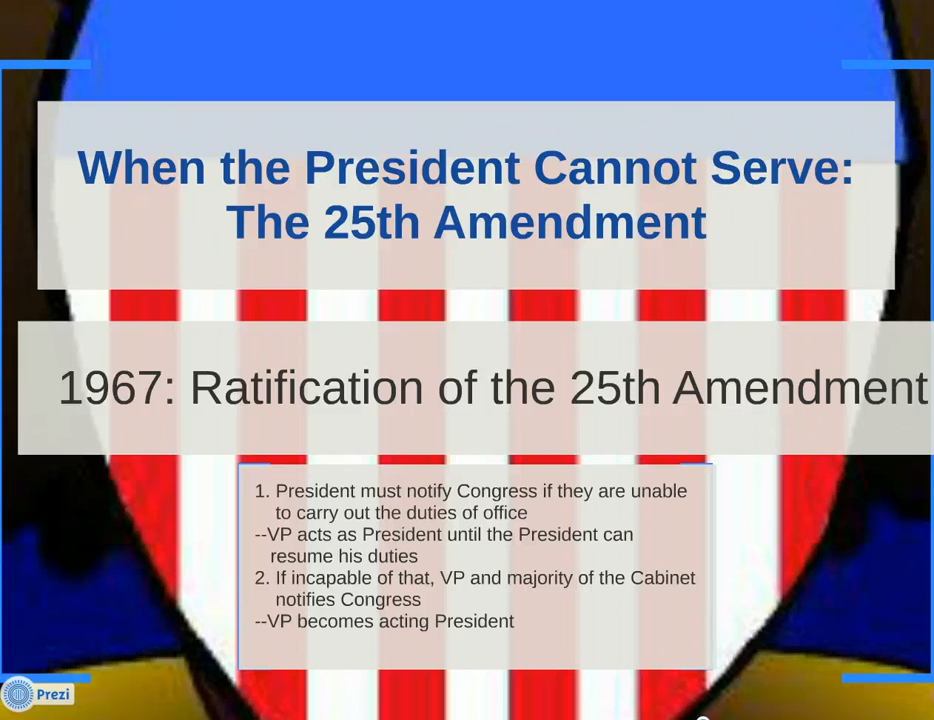 When the President Cannot Serve:
The 25th Amendment
1967: Ratification of the 25th Amendment
1. President must notify Congress if they are unable
to carry out the duties of office
--VP acts as President until the President can
resume his duties
2. If incapable of that, VP and majority of the Cabinet
notifies Congress
--VP becomes acting President
Prezi